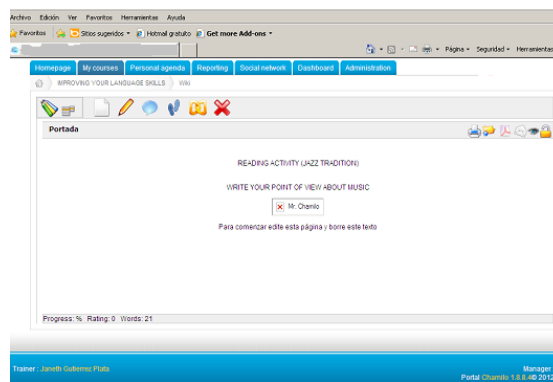 Archivo Edición Ver Favoritos Herramientas Ayuda
Favoritos Sitios sugeridos Hotmail gratuito Get more Add-ons
Página Seguridad Herramientas
Homepage My courses Personal agenda Reporting Social network Dashboard Administration
IMPROVING YOUR LANGUAGE SKILLS Wiki
Portada
READING ACTIVITY (JAZZ TRADITION)
WRITE YOUR POINT OF VIEW ABOUT MUSIC
Mr. Chamilo
Para comenzar edite esta página y borre este texto
Progress: % Rating: 0 Words: 21
Trainer : Janeth Gutierrez Plata
Manager
Portal Chamilo 1.8.8.4© 2012